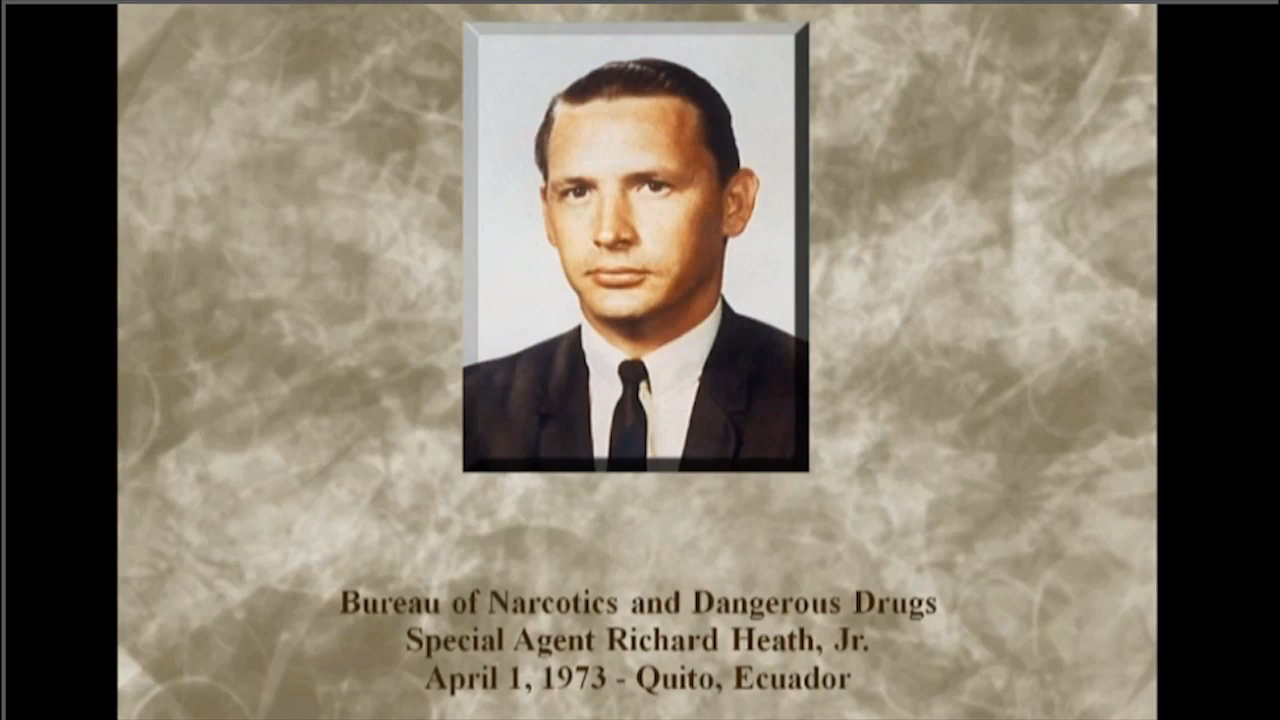 Bureau of Narcotics and Dangerous Drugs
Special Agent Richard Heath, Jr.
April 1, 1973 - Quito, Ecuador